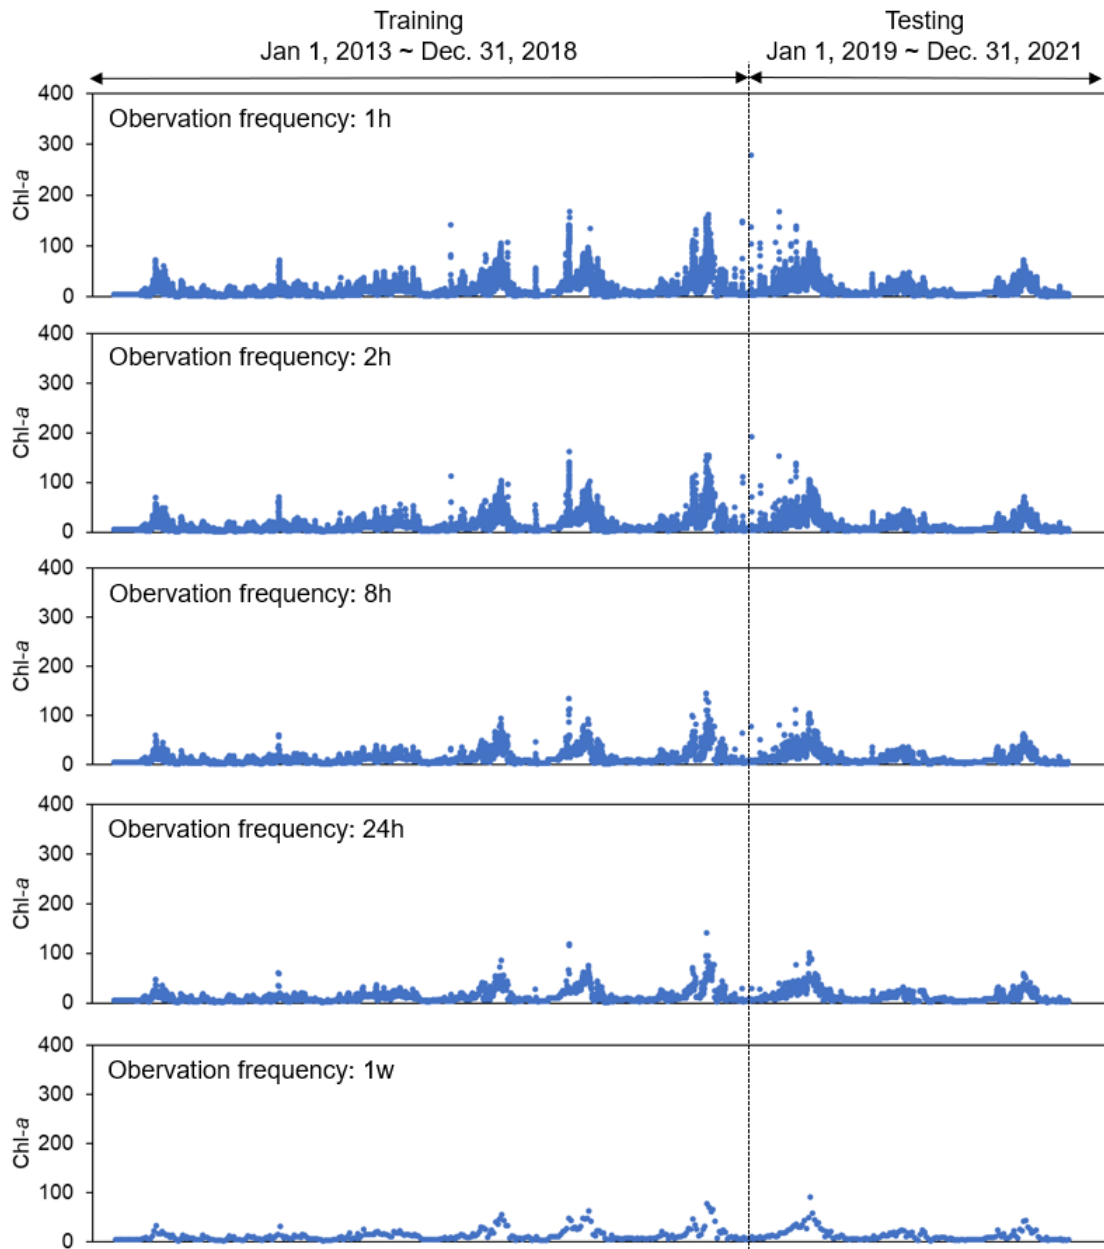 Training
Jan 1, 2013 ~ Dec. 31, 2018
Testing
Jan 1, 2019 ~ Dec. 31, 2021
400
300
200
100
0
Chl-a
Obervation frequency: 1h
400
300
200
100
0
Chl-a
Obervation frequency: 2h
400
300
200
100
0
Chl-a
Obervation frequency: 8h
400
300
200
100
0
Chl-a
Obervation frequency: 24h
400
300
200
100
0
Chl-a
Obervation frequency: 1w